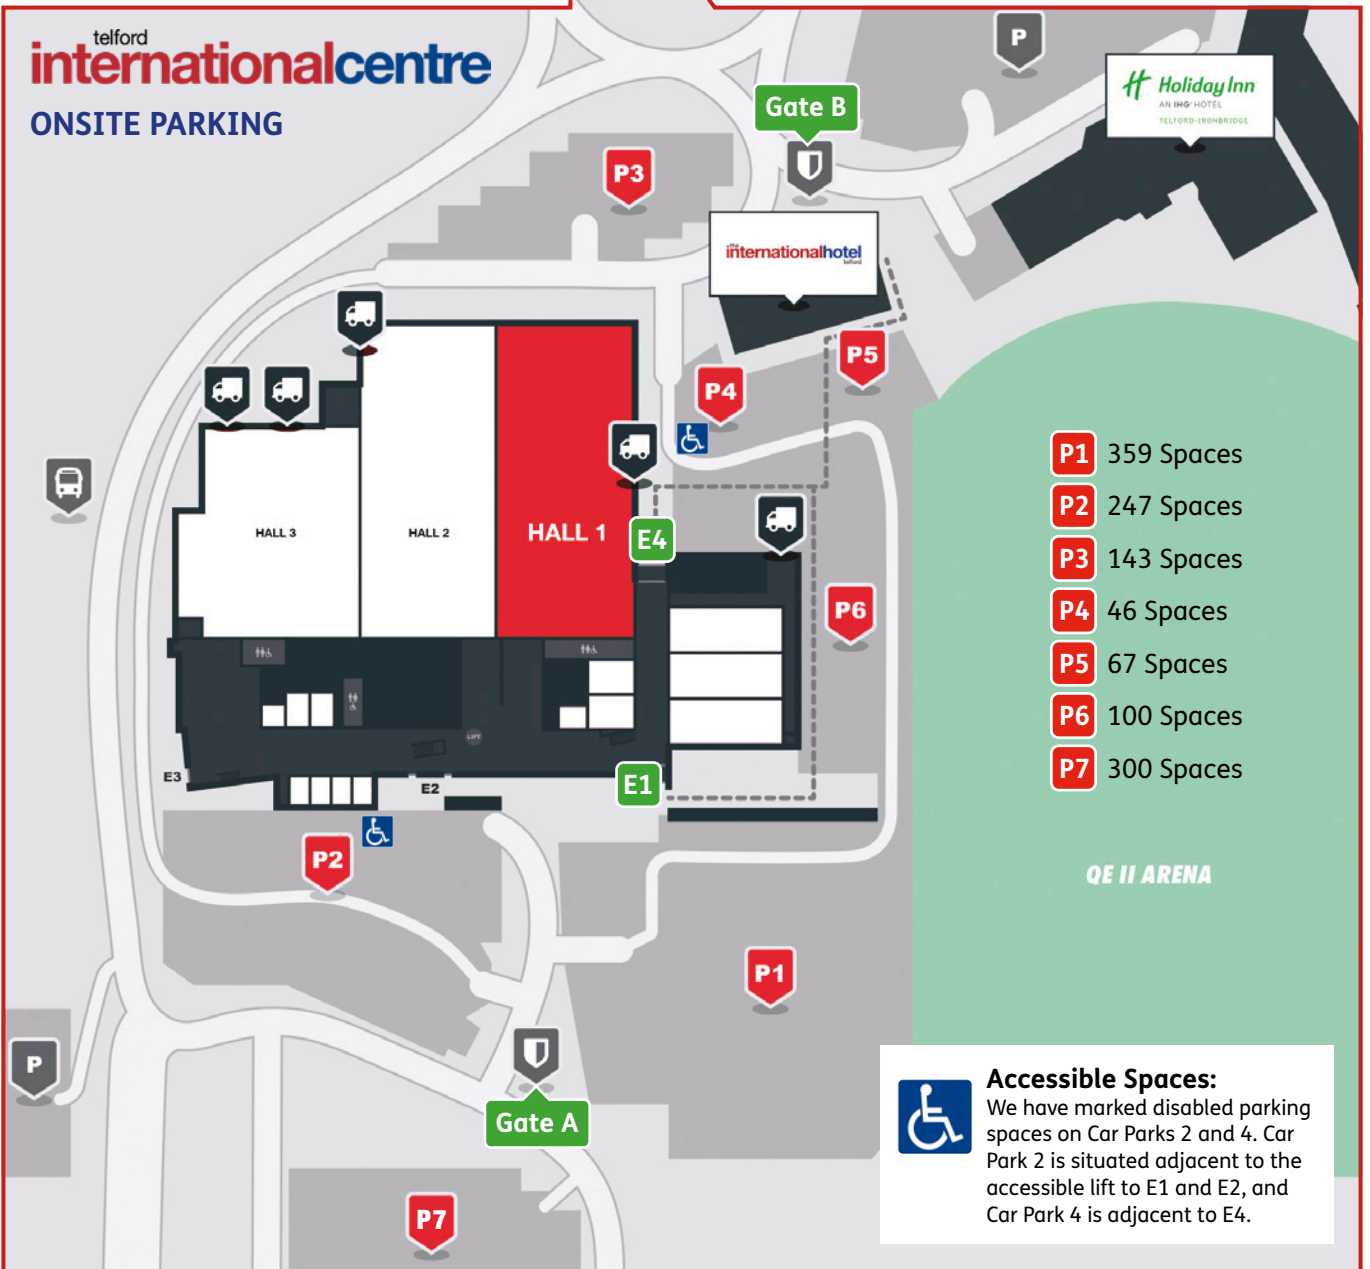 telford
internationalcentre
ONSITE PARKING
P
Holiday Inn
AN IHG® HOTEL
TELFORD-IRONBRIDGE
Gate B
P3
the
internationalhotel
telford
P5
P4
HALL 3
HALL 2
HALL 1
E4
P6
LIFT
E3
E2
E1
P2
P1
P
Gate A
P7
P1 359 Spaces
P2 247 Spaces
P3 143 Spaces
P4 46 Spaces
P5 67 Spaces
P6 100 Spaces
P7 300 Spaces
QE II ARENA
Accessible Spaces:
We have marked disabled parking
spaces on Car Parks 2 and 4. Car
Park 2 is situated adjacent to the
accessible lift to E1 and E2, and
Car Park 4 is adjacent to E4.